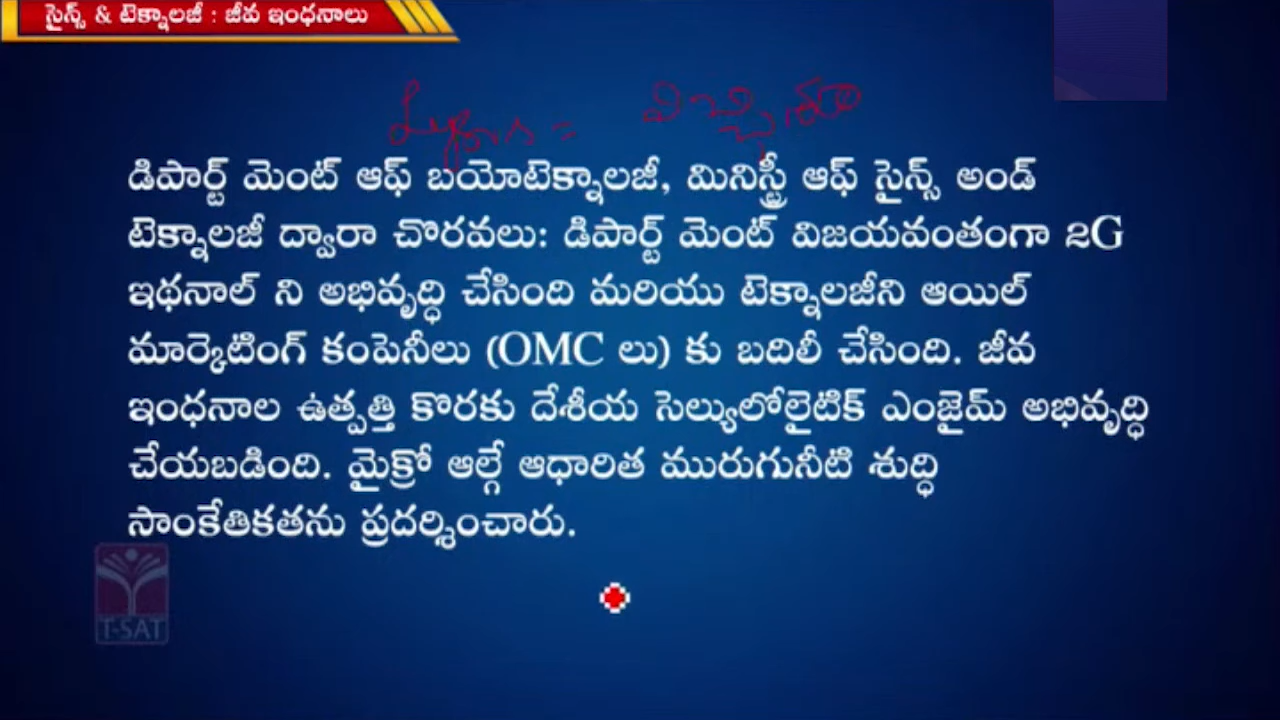 సైన్స్ & టెక్నాలజీ : జీవ ఇంధనాలు
డిపార్ట్ మెంట్ ఆఫ్ బయోటెక్నాలజీ, మినిస్ట్రీ ఆఫ్ సైన్స్ అండ్
టెక్నాలజీ ద్వారా చొరవలు: డిపార్ట్ మెంట్ విజయవంతంగా 2G
ఇథనాల్ ని అభివృద్ధి చేసింది మరియు టెక్నాలజీని ఆయిల్
మార్కెటింగ్ కంపెనీలు (OMC లు) కు బదిలీ చేసింది. జీవ
ఇంధనాల ఉత్పత్తి కొరకు దేశీయ సెల్యులోలైటిక్ ఎంజైమ్ అభివృద్ధి
చేయబడింది. మైక్రో ఆల్గే ఆధారిత మురుగునీటి శుద్ధి
సాంకేతికతను ప్రదర్శించారు.
T-SAT